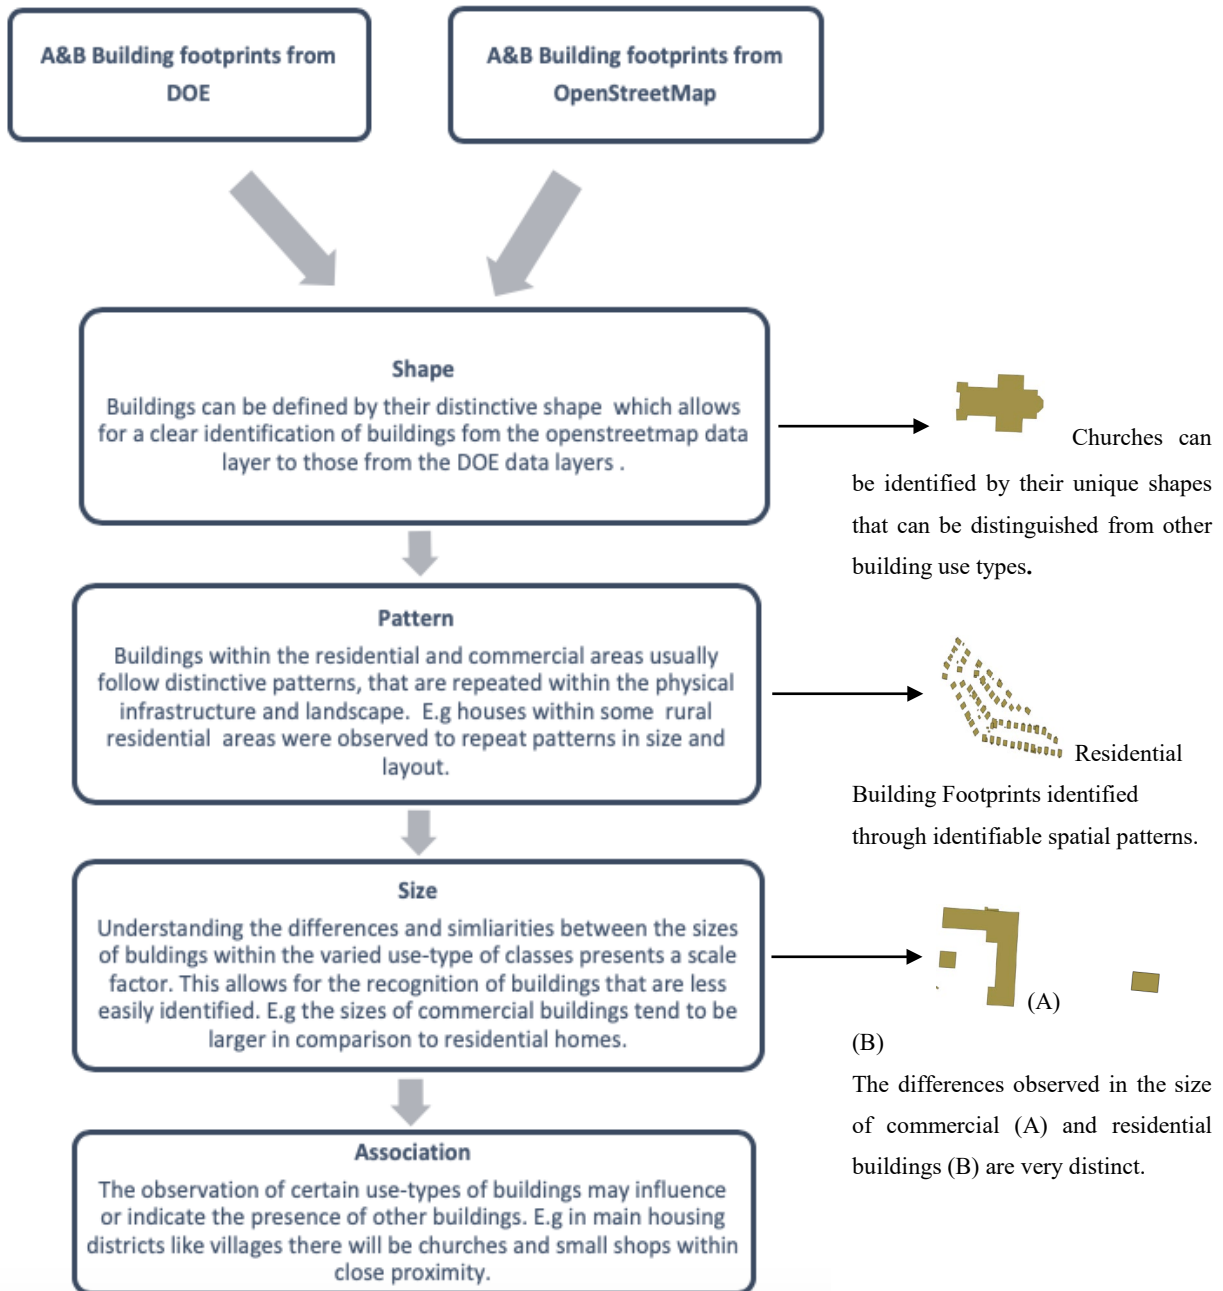 A&B Building footprints from
DOE
A&B Building footprints from
OpenStreetMap
Shape
Buildings can be defined by their distinctive shape which allows
for a clear identification of buildings fom the openstreetmap data
layer to those from the DOE data layers .
Churches can
be identified by their unique shapes
that can be distinguished from other
building use types.
Pattern
Buildings within the residential and commercial areas usually
follow distinctive patterns, that are repeated within the physical
infrastructure and landscape. E.g houses within some rural
residential areas were observed to repeat patterns in size and
layout.
Residential
Building Footprints identified
through identifiable spatial patterns.
Size
Understanding the differences and simliarities between the sizes
of buldings within the varied use-type of classes presents a scale
factor. This allows for the recognition of buildings that are less
easily identified. E.g the sizes of commercial buildings tend to be
larger in comparison to residential homes.
(A)
(B)
The differences observed in the size
of commercial (A) and residential
buildings (B) are very distinct.
Association
The observation of certain use-types of buildings may influence
or indicate the presence of other buildings. E.g in main housing
districts like villages there will be churches and small shops within
close proximity.